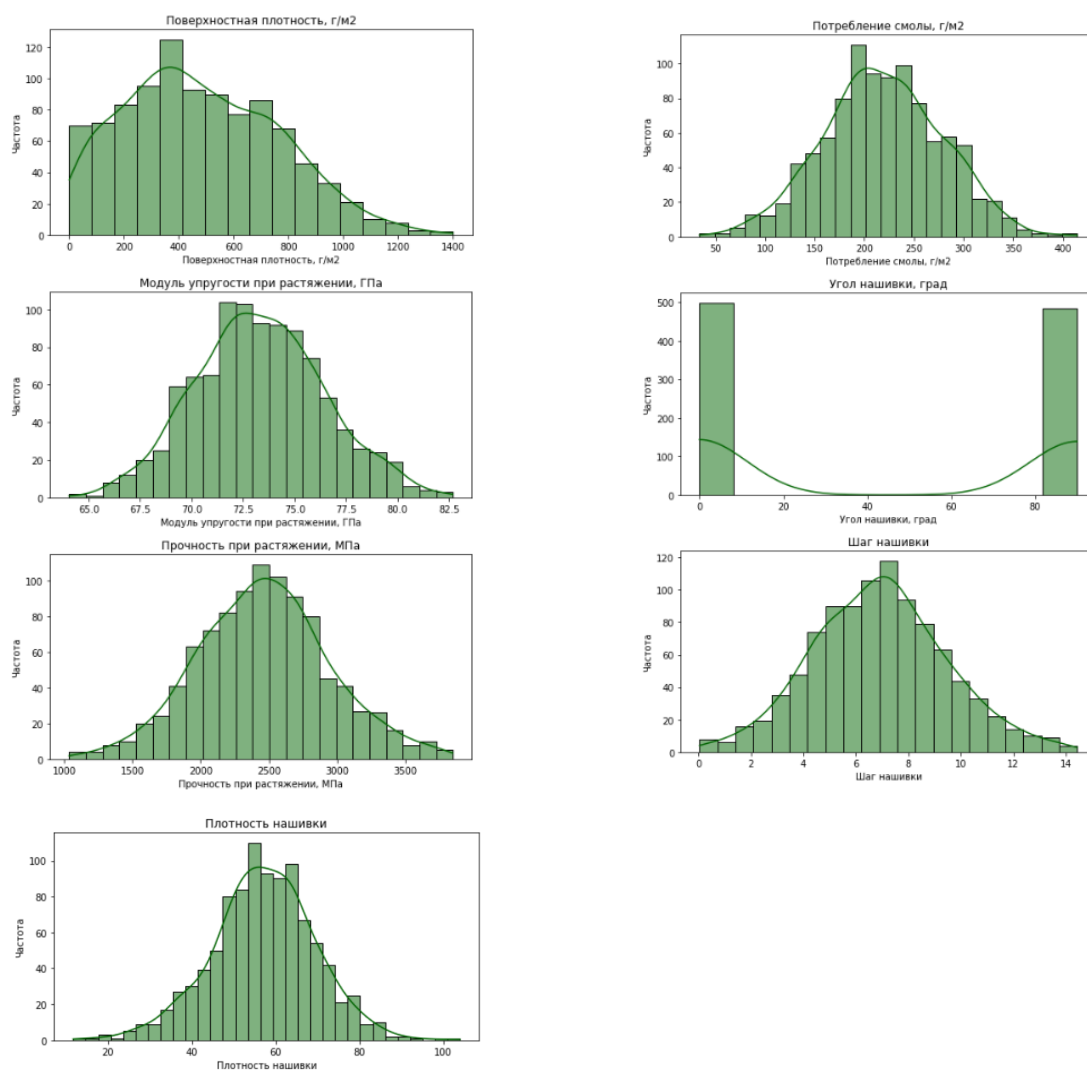 Поверхностная плотность, г/м2
120
100
80
60
40
20
0
Частота
0 200 400 600 800 1000 1200 1400
Поверхностная плотность, г/м2
Потребление смолы, г/м2
100
80
60
40
20
0
Частота
50 100 150 200 250 300 350 400
Потребление смолы, г/м2
Модуль упругости при растяжении, ГПа
100
80
60
40
20
0
Частота
65.0 67.5 70.0 72.5 75.0 77.5 80.0 82.5
Модуль упругости при растяжении, ГПа
Угол нашивки, град
500
400
300
200
100
0
Частота
0 20 40 60 80
Угол нашивки, град
Прочность при растяжении, МПа
100
80
60
40
20
0
Частота
1000 1500 2000 2500 3000 3500
Прочность при растяжении, МПа
Шаг нашивки
120
100
80
60
40
20
0
Частота
0 2 4 6 8 10 12 14
Шаг нашивки
Плотность нашивки
100
80
60
40
20
0
Частота
20 40 60 80 100
Плотность нашивки